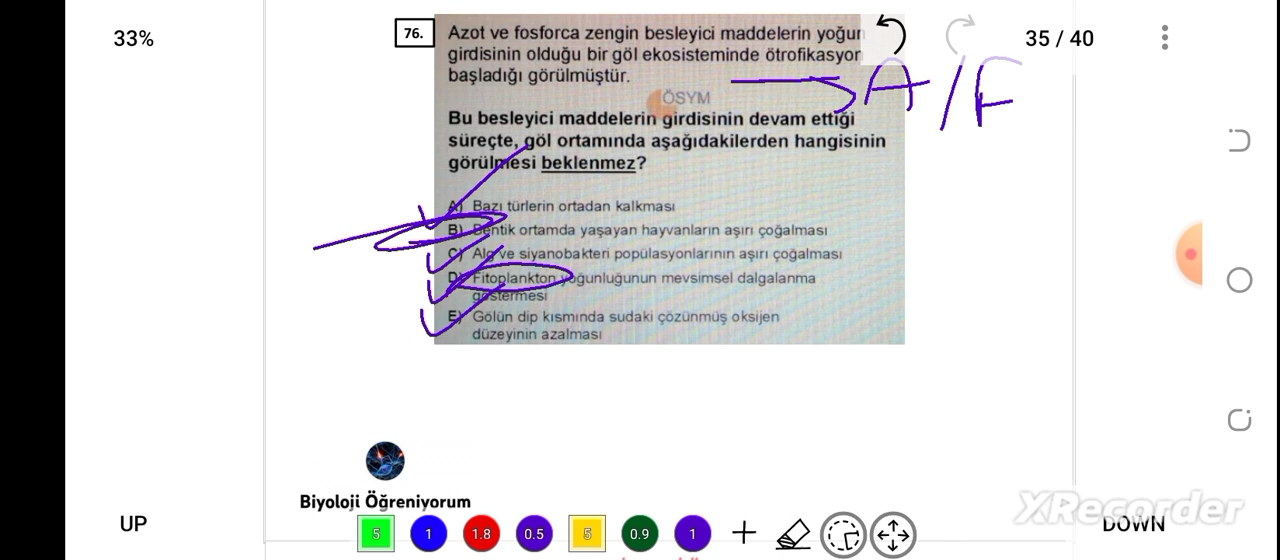 33%
76.
Azot ve fosforca zengin besleyici maddelerin yoğun
35 / 40
girdisinin olduğu bir göl ekosisteminde ötrofikasyon
başladığı görülmüştür.
A/F
ÖSYM
Bu besleyici maddelerin girdisinin devam ettiği
süreçte, göl ortamında aşağıdakilerden hangisinin
görülmesi beklenmez?
A) Bazı türlerin ortadan kalkması
B) Bentik ortamda yaşayan hayvanların aşırı çoğalması
C) Alg ve siyanobakteri popülasyonlarının aşırı çoğalması
D) Fitoplankton yoğunluğunun mevsimsel dalgalanma
göstermesi
E) Gölün dip kısmında sudaki çözünmüş oksijen
düzeyinin azalması
Biyoloji Öğreniyorum
XRecorder
UP
5 1 1.8 0.5 5 0.9 1
DOWN